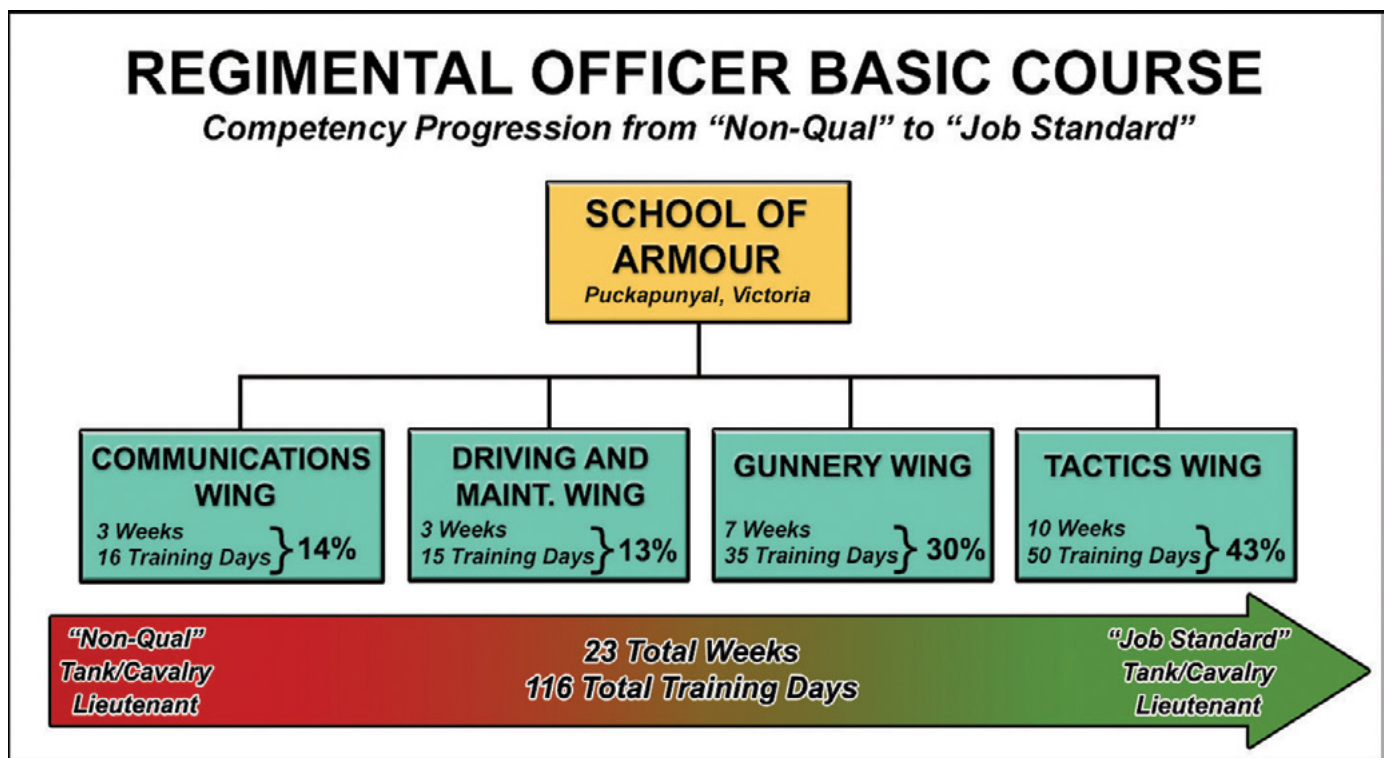 REGIMENTAL OFFICER BASIC COURSE
Competency Progression from “Non-Qual” to “Job Standard”
SCHOOL OF
ARMOUR
Puckapunyal, Victoria
COMMUNICATIONS
WING
3 Weeks
16 Training Days } 14%
DRIVING AND
MAINT. WING
3 Weeks
15 Training Days } 13%
GUNNERY WING
7 Weeks
35 Training Days } 30%
TACTICS WING
10 Weeks
50 Training Days } 43%
“Non-Qual”
Tank/Cavalry
Lieutenant
23 Total Weeks
116 Total Training Days
“Job Standard”
Tank/Cavalry
Lieutenant